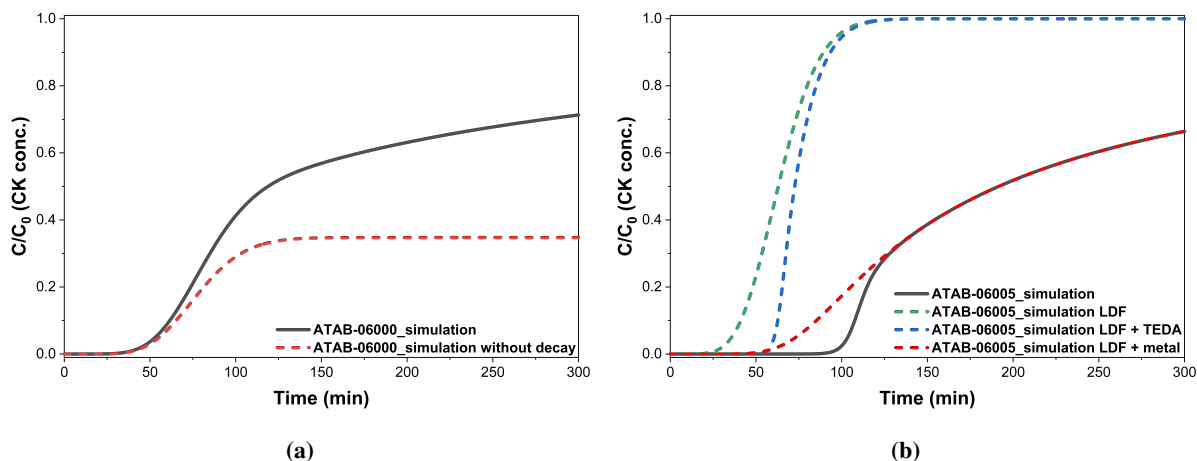 1.0
0.8
0.6
0.4
0.2
0.0
C/C0 (CK conc.)
0 50 100 150 200 250 300
Time (min)
ATAB-06000_simulation
ATAB-06000_simulation without decay
(a)
1.0
0.8
0.6
0.4
0.2
0.0
C/C0 (CK conc.)
0 50 100 150 200 250 300
Time (min)
ATAB-06005_simulation
ATAB-06005_simulation LDF
ATAB-06005_simulation LDF + TEDA
ATAB-06005_simulation LDF + metal
(b)